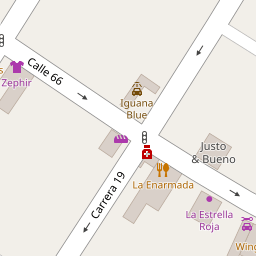 Calle 66
Zephir
Iguana
Blue
Justo
& Bueno
La Enarmada
Carrera 19
La Estrella
Roja